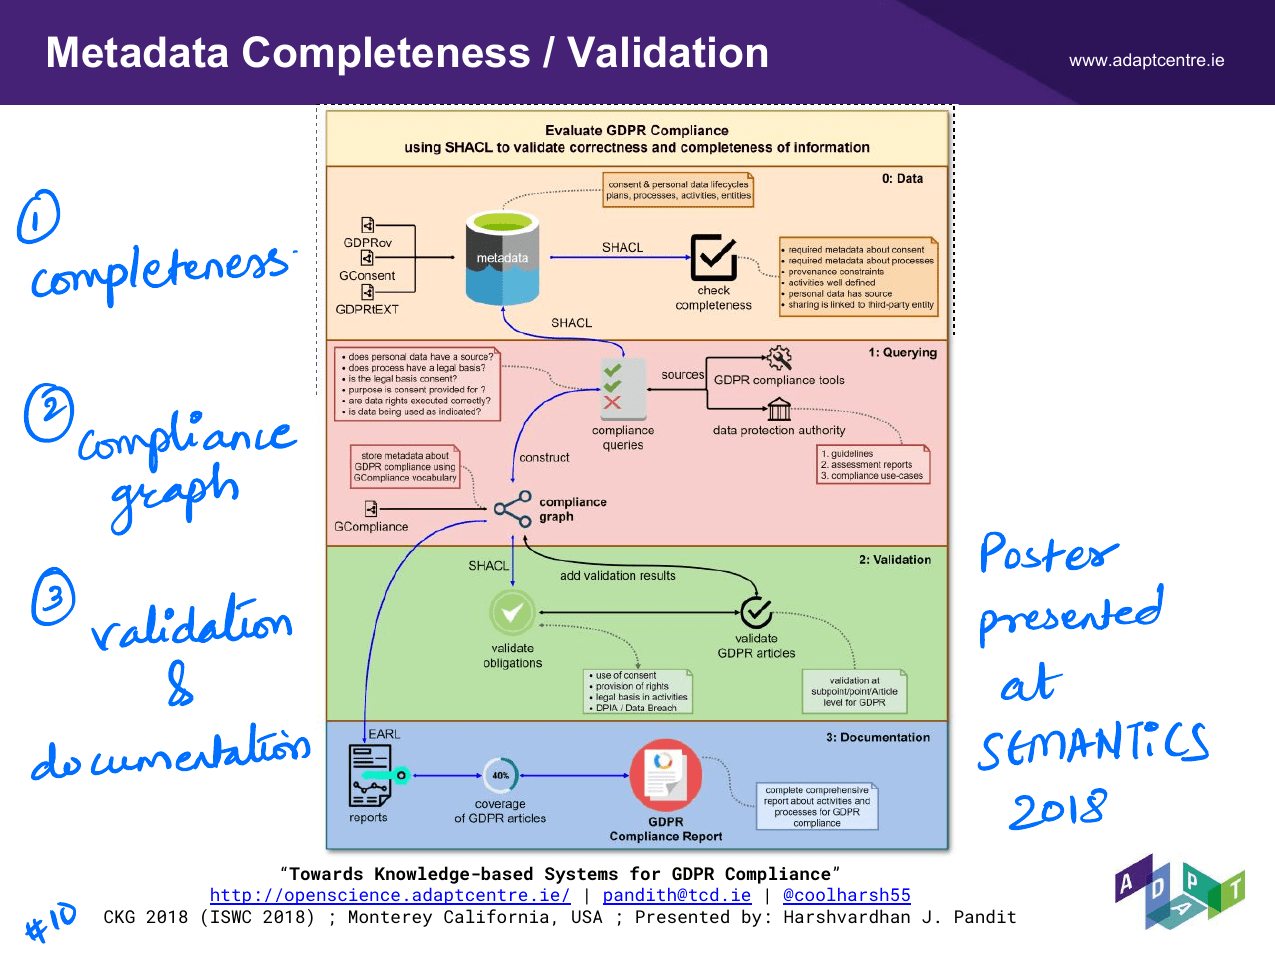 Metadata Completeness / Validation
www.adaptcentre.ie
Evaluate GDPR Compliance
using SHACL to validate correctness and completeness of information
0: Data
consent & personal data lifecycles
plans, processes, activities, entities
GDPRov
GConsent
GDPRtEXT
metadata
SHACL
check
completeness
• required metadata about consent
• required metadata about processes
• provenance constraints
• activities well defined
• personal data has source
• sharing is linked to third-party entity
SHACL
1: Querying
• does personal data have a source?
• does process have a legal basis?
• is the legal basis consent?
• purpose is consent provided for ?
• are data rights executed correctly?
• is data being used as indicated?
compliance
queries
sources
GDPR compliance tools
data protection authority
1. guidelines
2. assessment reports
3. compliance use-cases
construct
store metadata about
GDPR compliance using
GCompliance vocabulary
GCompliance
compliance
graph
2: Validation
SHACL
add validation results
validate
obligations
validate
GDPR articles
• use of consent
• provision of rights
• legal basis in activities
• DPIA / Data Breach
validation at
subpoint/point/Article
level for GDPR
3: Documentation
EARL
reports
40%
coverage
of GDPR articles
GDPR
Compliance Report
complete comprehensive
report about activities and
processes for GDPR
compliance
1
completeness
2
compliance
graph
3
validation
&
documentation
Poster
presented
at
SEMANTiCS
2018
“Towards Knowledge-based Systems for GDPR Compliance”
http://openscience.adaptcentre.ie/ | pandith@tcd.ie | @coolharsh55
CKG 2018 (ISWC 2018) ; Monterey California, USA ; Presented by: Harshvardhan J. Pandit
#10
ADAPT